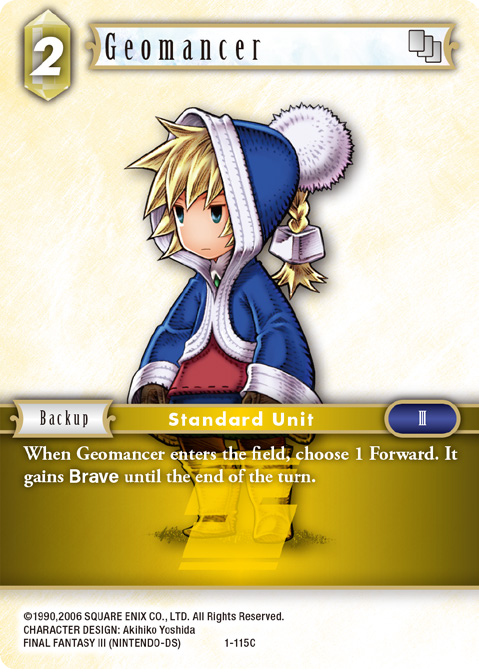 2
Geomancer
Backup
Standard Unit
III
When Geomancer enters the field, choose 1 Forward. It
gains Brave until the end of the turn.
©1990,2006 SQUARE ENIX CO., LTD. All Rights Reserved.
CHARACTER DESIGN: Akihiko Yoshida
FINAL FANTASY III (NINTENDO-DS) 1-115C